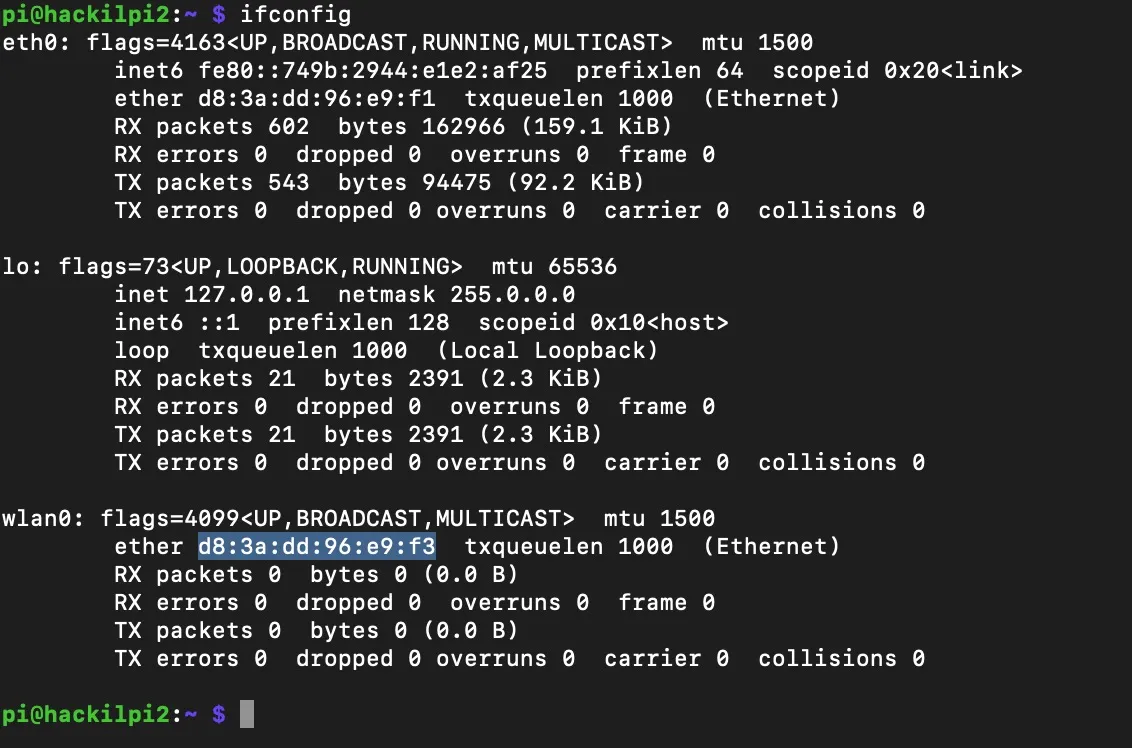 pi@hackilpi2:~ $ ifconfig
eth0: flags=4163<UP,BROADCAST,RUNNING,MULTICAST>  mtu 1500
        inet6 fe80::749b:2944:e1e2:af25  prefixlen 64  scopeid 0x20<link>
        ether d8:3a:dd:96:e9:f1  txqueuelen 1000  (Ethernet)
        RX packets 602  bytes 162966 (159.1 KiB)
        RX errors 0  dropped 0  overruns 0  frame 0
        TX packets 543  bytes 94475 (92.2 KiB)
        TX errors 0  dropped 0 overruns 0  carrier 0  collisions 0

lo: flags=73<UP,LOOPBACK,RUNNING>  mtu 65536
        inet 127.0.0.1  netmask 255.0.0.0
        inet6 ::1  prefixlen 128  scopeid 0x10<host>
        loop  txqueuelen 1000  (Local Loopback)
        RX packets 21  bytes 2391 (2.3 KiB)
        RX errors 0  dropped 0  overruns 0  frame 0
        TX packets 21  bytes 2391 (2.3 KiB)
        TX errors 0  dropped 0 overruns 0  carrier 0  collisions 0

wlan0: flags=4099<UP,BROADCAST,MULTICAST>  mtu 1500
        ether d8:3a:dd:96:e9:f3  txqueuelen 1000  (Ethernet)
        RX packets 0  bytes 0 (0.0 B)
        RX errors 0  dropped 0  overruns 0  frame 0
        TX packets 0  bytes 0 (0.0 B)
        TX errors 0  dropped 0 overruns 0  carrier 0  collisions 0

pi@hackilpi2:~ $